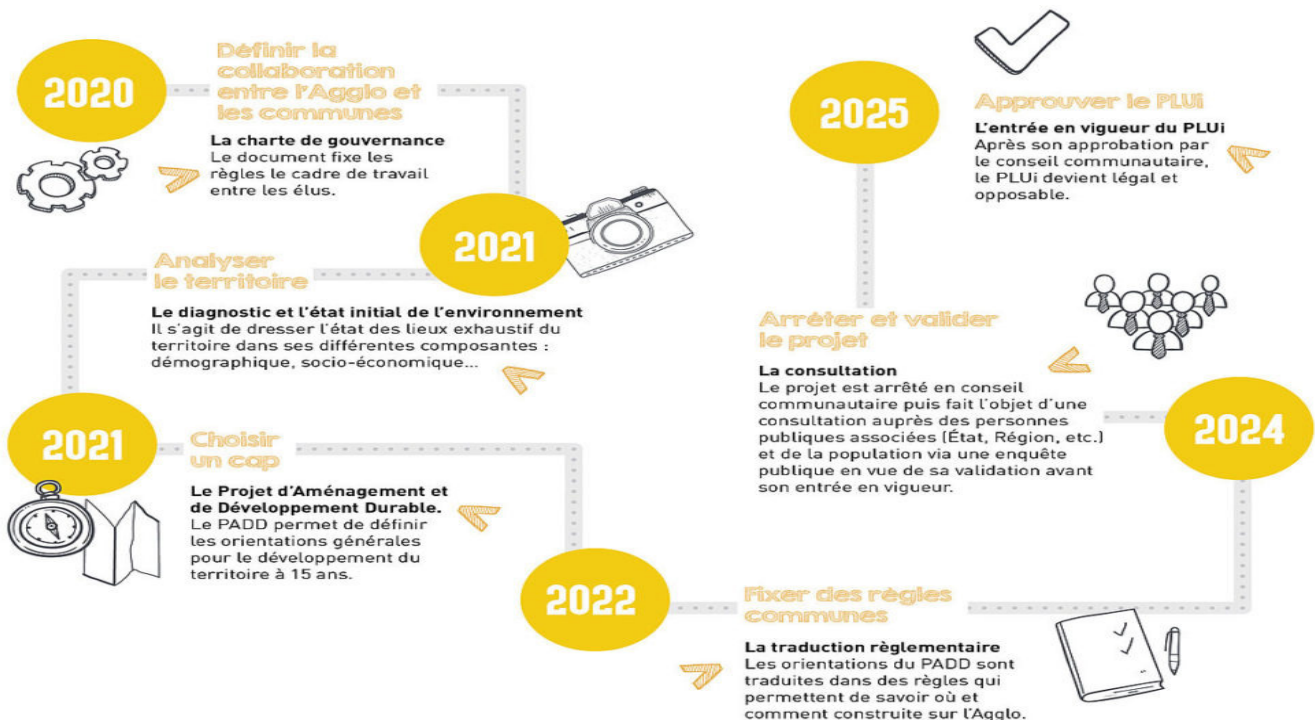 2020
Définir la
collaboration
entre l'Agglo et
les communes
La charte de gouvernance
Le document fixe les
règles le cadre de travail
entre les élus.
2021
Analyser
le territoire
Le diagnostic et l'état initial de l'environnement
Il s'agit de dresser l'état des lieux exhaustif du
territoire dans ses différentes composantes :
démographique, socio-économique...
2021
Choisir
un cap
Le Projet d'Aménagement et
de Développement Durable.
Le PADD permet de définir
les orientations générales
pour le développement du
territoire à 15 ans.
2022
Fixer des règles
communes
La traduction règlementaire
Les orientations du PADD sont
traduites dans des règles qui
permettent de savoir où et
comment construite sur l'Agglo.
2024
Arrêter et valider
le projet
La consultation
Le projet est arrêté en conseil
communautaire puis fait l'objet d'une
consultation auprès des personnes
publiques associées (État, Région, etc.)
et de la population via une enquête
publique en vue de sa validation avant
son entrée en vigueur.
2025
Approuver le PLUi
L'entrée en vigueur du PLUi
Après son approbation par
le conseil communautaire,
le PLUi devient légal et
opposable.